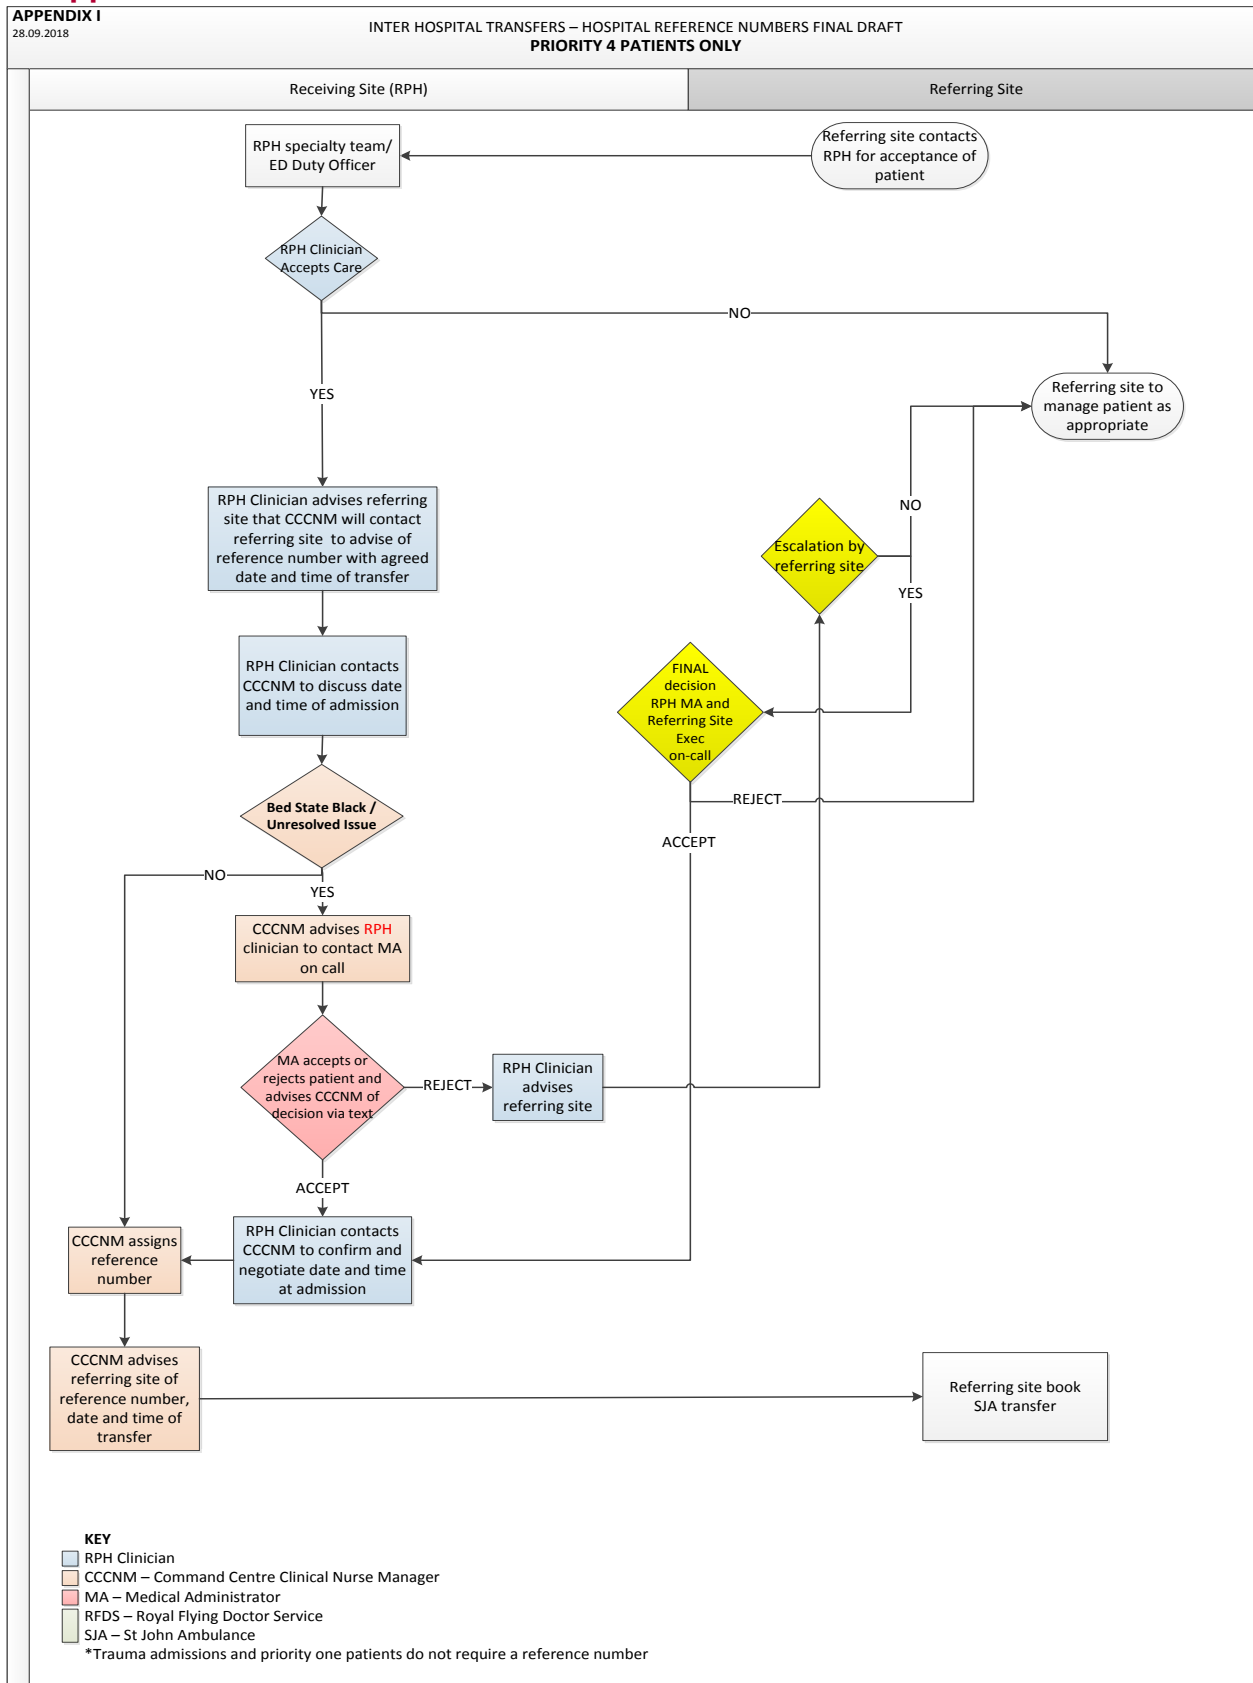 APPENDIX I
28.09.2018
INTER HOSPITAL TRANSFERS – HOSPITAL REFERENCE NUMBERS FINAL DRAFT
PRIORITY 4 PATIENTS ONLY
Receiving Site (RPH)
Referring Site
RPH specialty team/
ED Duty Officer
Referring site contacts
RPH for acceptance of
patient
RPH Clinician
Accepts Care
NO
YES
Referring site to
manage patient as
appropriate
RPH Clinician advises referring
site that CCCNM will contact
referring site to advise of
reference number with agreed
date and time of transfer
NO
Escalation by
referring site
YES
RPH Clinician contacts
CCCNM to discuss date
and time of admission
FINAL
decision
RPH MA and
Referring Site
Exec
on-call
REJECT
ACCEPT
Bed State Black /
Unresolved Issue
NO
YES
CCCNM advises RPH
clinician to contact MA
on call
MA accepts or
rejects patient and
advises CCCNM of
decision via text
REJECT
RPH Clinician
advises
referring site
ACCEPT
CCCNM assigns
reference
number
RPH Clinician contacts
CCCNM to confirm and
negotiate date and time
at admission
CCCNM advises
referring site of
reference number,
date and time of
transfer
Referring site book
SJA transfer
KEY
RPH Clinician
CCCNM – Command Centre Clinical Nurse Manager
MA – Medical Administrator
RFDS – Royal Flying Doctor Service
SJA – St John Ambulance
*Trauma admissions and priority one patients do not require a reference number